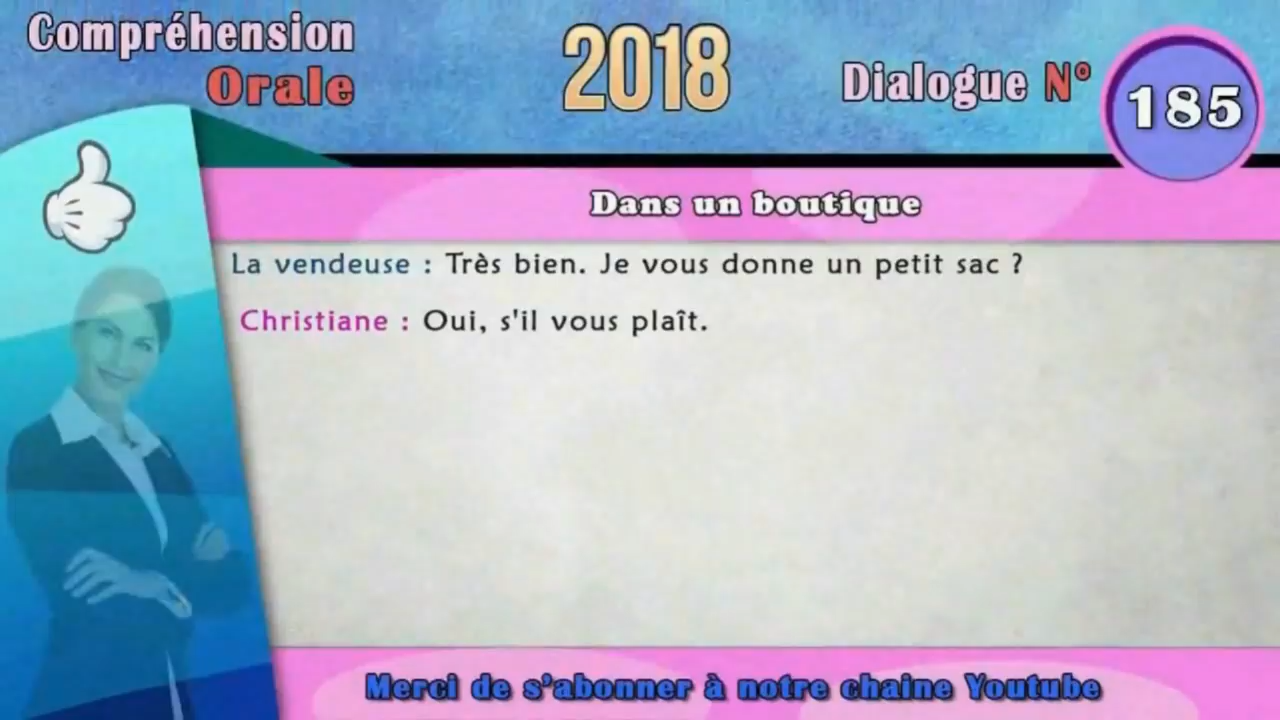 Compréhension
Orale
2018
Dialogue N°
185
Dans un boutique
La vendeuse : Très bien. Je vous donne un petit sac ?
Christiane : Oui, s'il vous plaît.
Merci de s'abonner à notre chaine Youtube